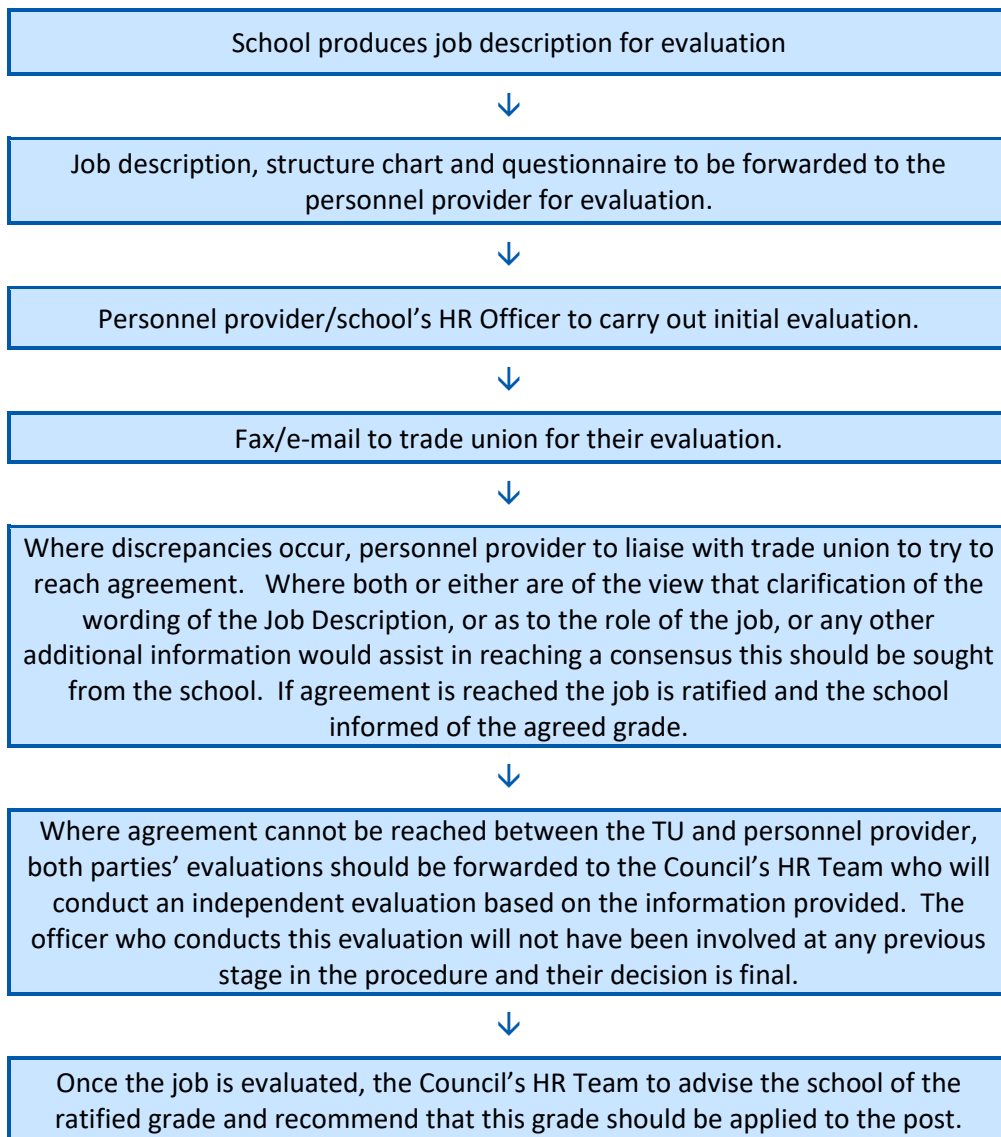 School produces job description for evaluation
↓
Job description, structure chart and questionnaire to be forwarded to the
personnel provider for evaluation.
↓
Personnel provider/school’s HR Officer to carry out initial evaluation.
↓
Fax/e-mail to trade union for their evaluation.
↓
Where discrepancies occur, personnel provider to liaise with trade union to try to
reach agreement.   Where both or either are of the view that clarification of the
wording of the Job Description, or as to the role of the job, or any other
additional information would assist in reaching a consensus this should be sought
from the school.  If agreement is reached the job is ratified and the school
informed of the agreed grade.
↓
Where agreement cannot be reached between the TU and personnel provider,
both parties’ evaluations should be forwarded to the Council’s HR Team who will
conduct an independent evaluation based on the information provided.  The
officer who conducts this evaluation will not have been involved at any previous
stage in the procedure and their decision is final.
↓
Once the job is evaluated, the Council’s HR Team to advise the school of the
ratified grade and recommend that this grade should be applied to the post.